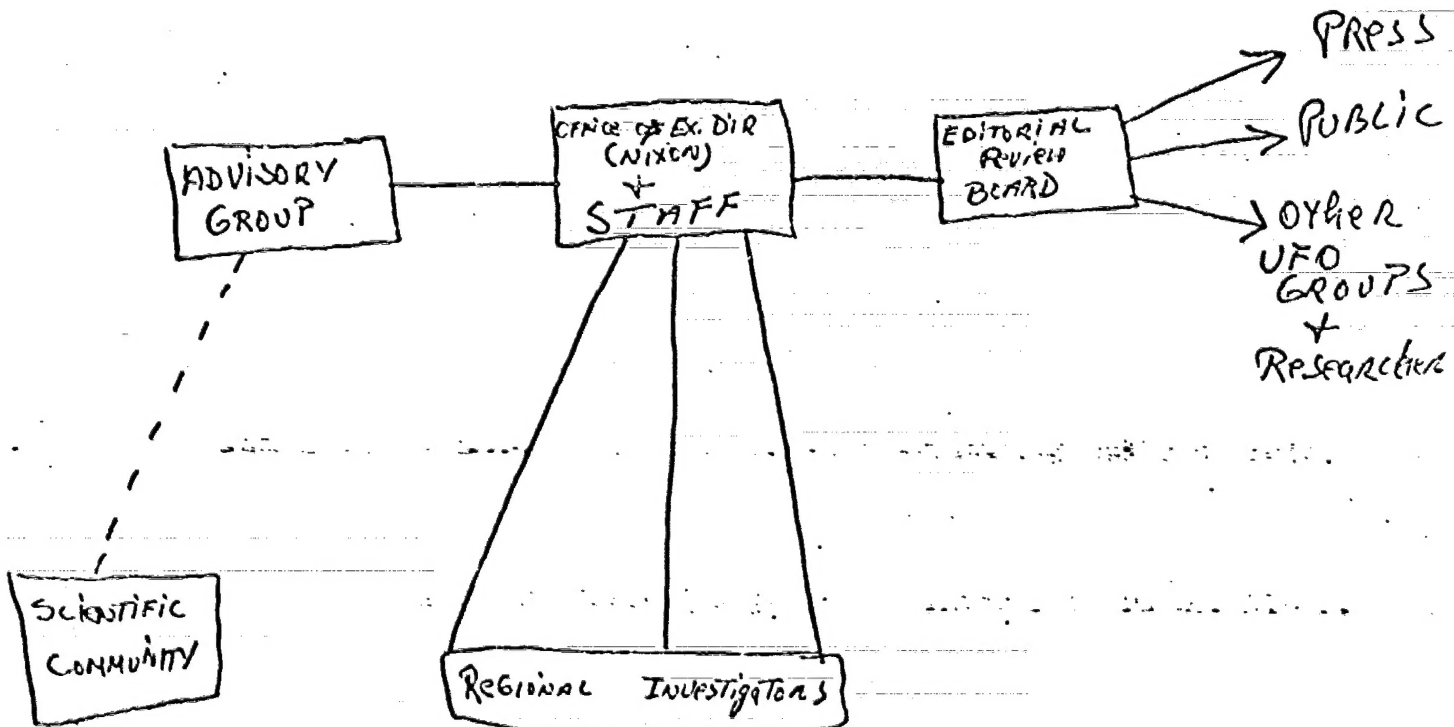 PRESS
PUBLIC
OTHER
UFO
GROUPS
+
RESEARCHER
OFFICE OF EX. DIR
(NIXON)
+
STAFF
EDITORIAL
REVIEW
BOARD
ADVISORY
GROUP
SCIENTIFIC
COMMUNITY
REGIONAL INVESTIGATORS